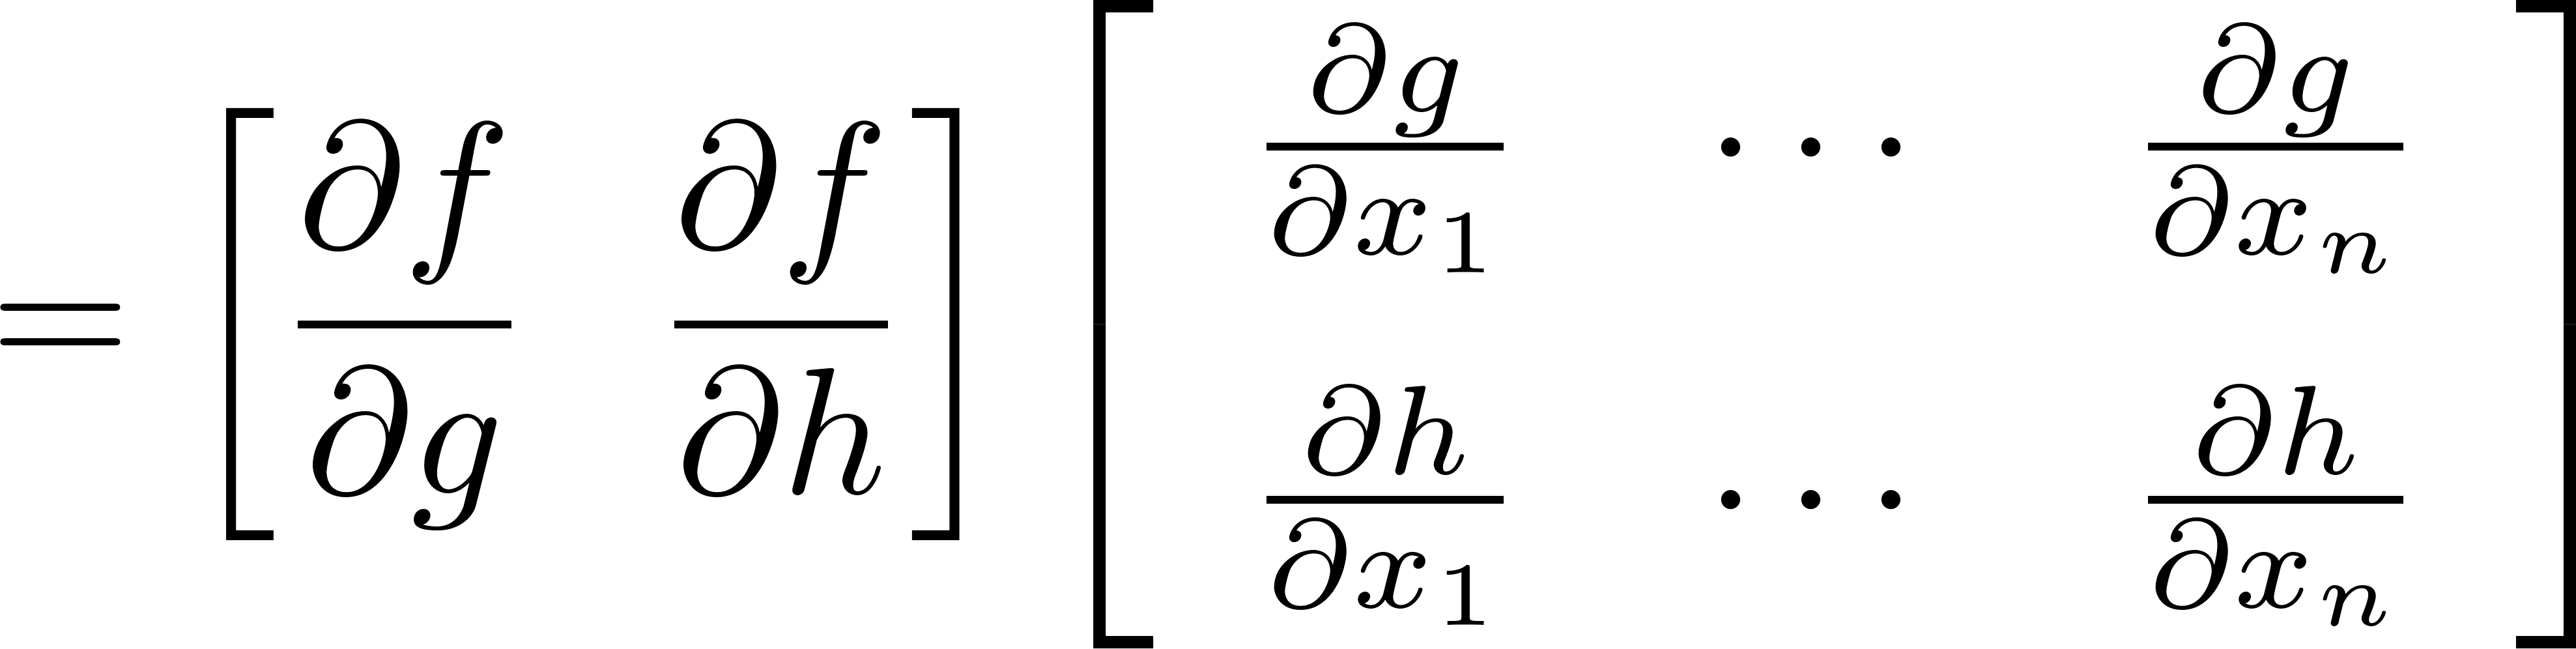 = [ ∂f/∂g ∂f/∂h ] [ ∂g/∂x₁ ⋯ ∂g/∂xₙ
∂h/∂x₁ ⋯ ∂h/∂xₙ ]